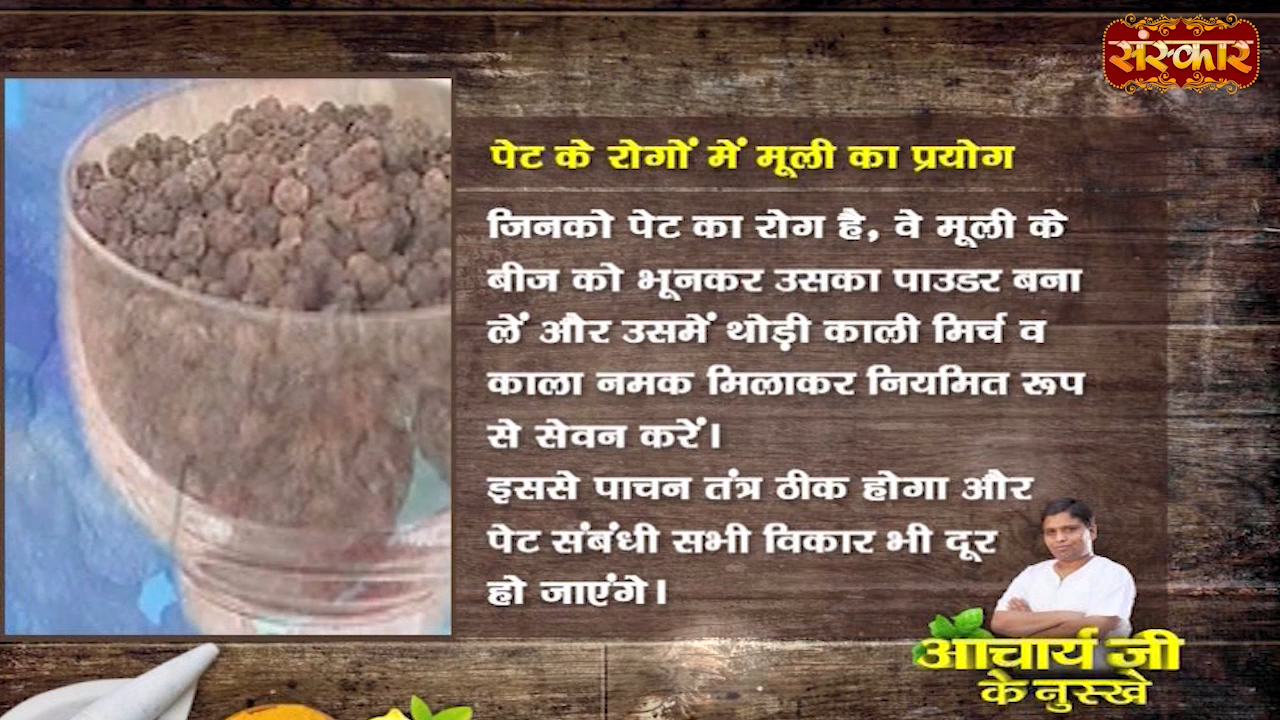 संस्कार
पेट के रोगों में मूली का प्रयोग
जिनको पेट का रोग है, वे मूली के
बीज को भूनकर उसका पाउडर बना
लें और उसमें थोड़ी काली मिर्च व
काला नमक मिलाकर नियमित रूप
से सेवन करें।
इससे पाचन तंत्र ठीक होगा और
पेट संबंधी सभी विकार भी दूर
हो जाएंगे।
आचार्य जी
के नुस्खे